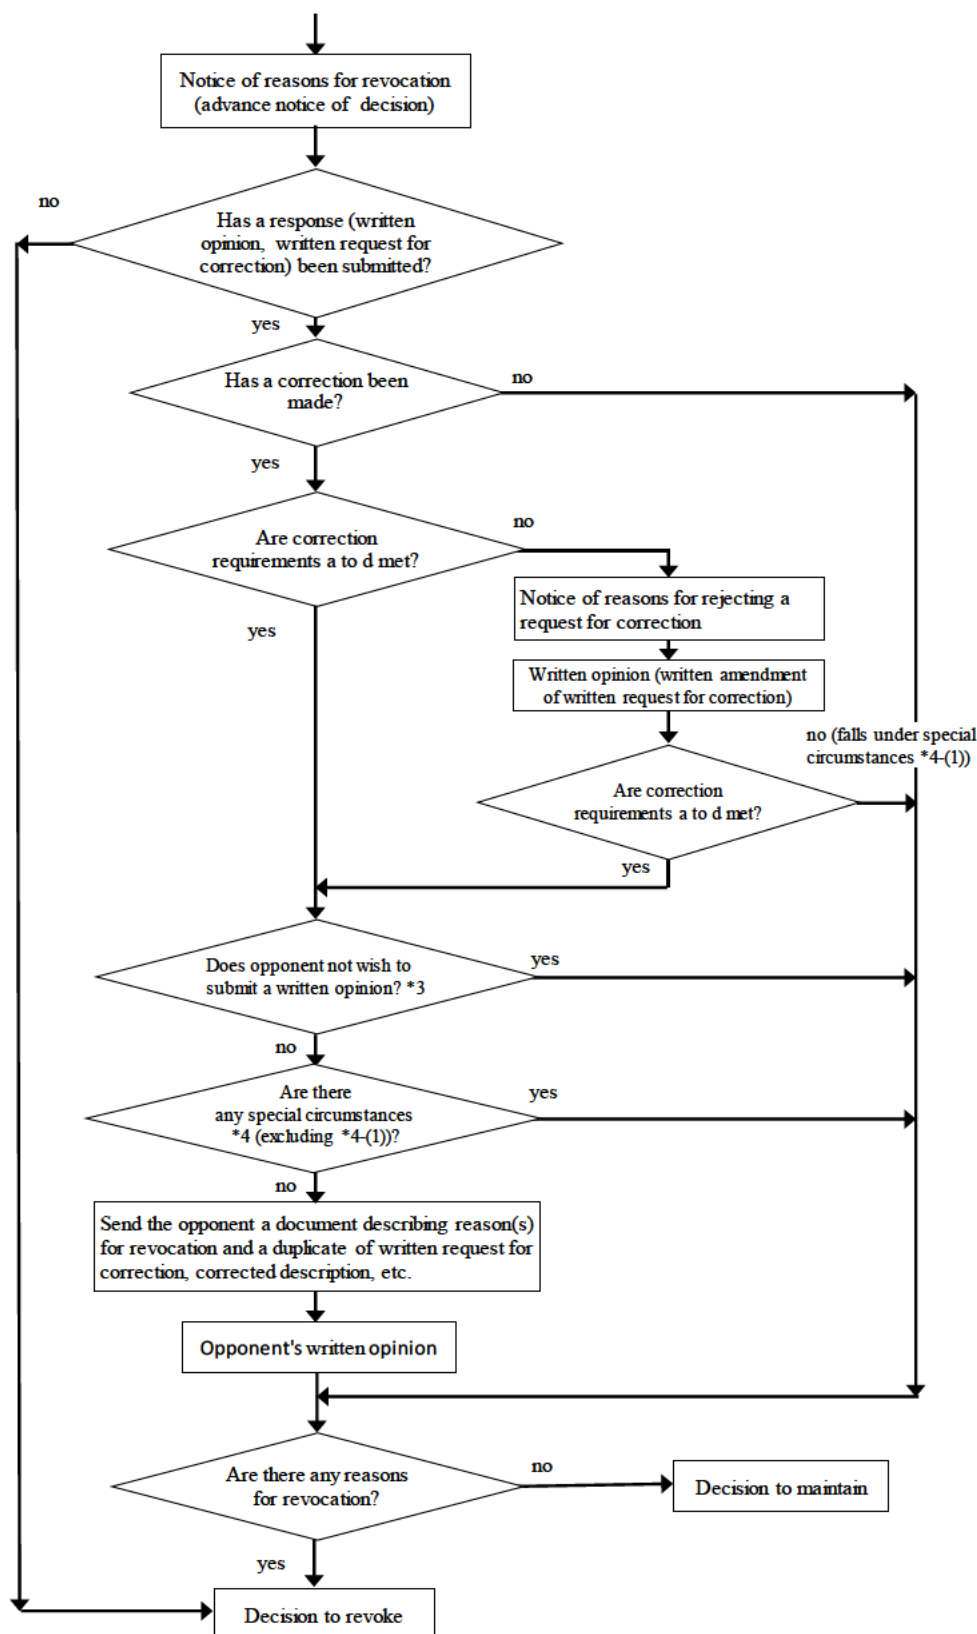 Notice of reasons for revocation
(advance notice of decision)
no
Has a response (written
opinion, written request for
correction) been submitted?
yes
Has a correction been
made?
no
yes
Are correction
requirements a to d met?
no
yes
Notice of reasons for rejecting a
request for correction
Written opinion (written amendment
of written request for correction)
no (falls under special
circumstances *4-(1))
Are correction
requirements a to d met?
yes
Does opponent not wish to
submit a written opinion? *3
yes
no
Are there
any special circumstances
*4 (excluding *4-(1))?
yes
no
Send the opponent a document describing reason(s)
for revocation and a duplicate of written request for
correction, corrected description, etc.
Opponent's written opinion
Are there any reasons
for revocation?
no
Decision to maintain
yes
Decision to revoke